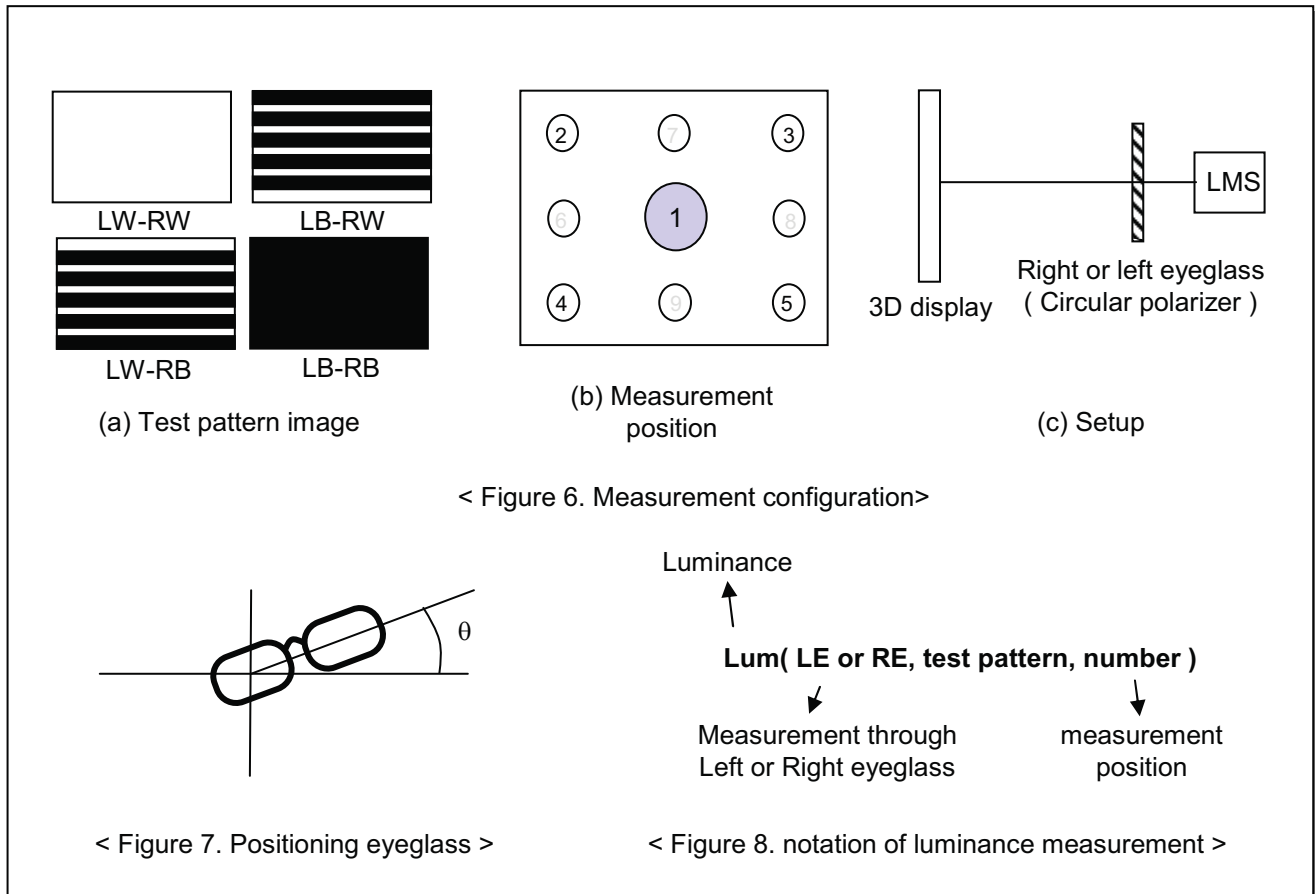 LW-RW
LB-RW
LW-RB
LB-RB
(a) Test pattern image
2
7
3
6
1
8
4
9
5
(b) Measurement
position
LMS
3D display
Right or left eyeglass
( Circular polarizer )
(c) Setup
< Figure 6. Measurement configuration>
θ
< Figure 7. Positioning eyeglass >
Luminance
Lum( LE or RE, test pattern, number )
Measurement through
Left or Right eyeglass
measurement
position
< Figure 8. notation of luminance measurement >